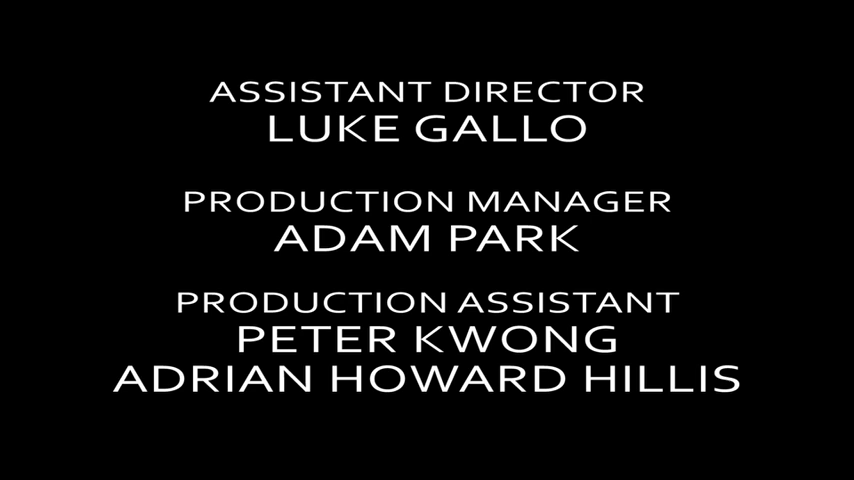 ASSISTANT DIRECTOR
LUKE GALLO
PRODUCTION MANAGER
ADAM PARK
PRODUCTION ASSISTANT
PETER KWONG
ADRIAN HOWARD HILLIS